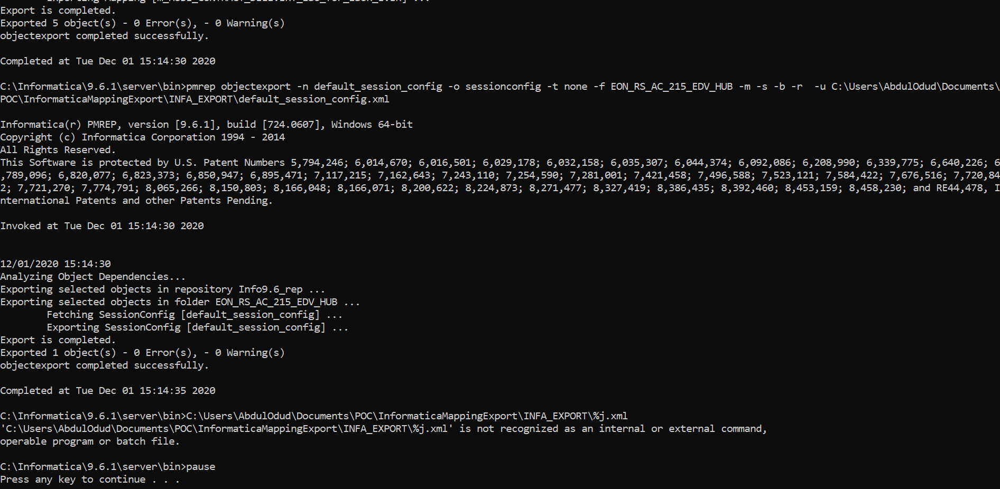 Export is completed.
Exported 5 object(s) - 0 Error(s), - 0 Warning(s)
objectexport completed successfully.
Completed at Tue Dec 01 15:14:30 2020
C:\Informatica\9.6.1\server\bin>pmrep objectexport -n default_session_config -o sessionconfig -t none -f EON_RS_AC_215_EDV_HUB -m -s -b -r  -u C:\Users\AbdulOdud\Documents\
POC\InformaticaMappingExport\INFA_EXPORT\default_session_config.xml
Informatica(r) PMREP, version [9.6.1], build [724.0607], Windows 64-bit
Copyright (c) Informatica Corporation 1994 - 2014
All Rights Reserved.
This Software is protected by U.S. Patent Numbers 5,794,246; 6,014,670; 6,016,501; 6,029,178; 6,032,158; 6,035,307; 6,044,374; 6,092,086; 6,208,990; 6,339,775; 6,640,226; 6
,789,096; 6,820,077; 6,823,373; 6,850,947; 6,895,471; 7,117,215; 7,162,643; 7,243,110; 7,254,590; 7,281,001; 7,421,458; 7,496,588; 7,523,121; 7,584,422; 7,676,516; 7,720,84
2; 7,721,270; 7,774,791; 8,065,266; 8,150,803; 8,166,048; 8,166,071; 8,200,622; 8,224,873; 8,271,477; 8,327,419; 8,386,435; 8,392,460; 8,453,159; 8,458,230; and RE44,478, I
nternational Patents and other Patents Pending.
Invoked at Tue Dec 01 15:14:30 2020
12/01/2020 15:14:30
Analyzing Object Dependencies...
Exporting selected objects in repository Info9.6_rep ...
Exporting selected objects in folder EON_RS_AC_215_EDV_HUB ...
        Fetching SessionConfig [default_session_config] ...
        Exporting SessionConfig [default_session_config] ...
Export is completed.
Exported 1 object(s) - 0 Error(s), - 0 Warning(s)
objectexport completed successfully.
Completed at Tue Dec 01 15:14:35 2020
C:\Informatica\9.6.1\server\bin>C:\Users\AbdulOdud\Documents\POC\InformaticaMappingExport\INFA_EXPORT\%j.xml
'C:\Users\AbdulOdud\Documents\POC\InformaticaMappingExport\INFA_EXPORT\%j.xml' is not recognized as an internal or external command,
operable program or batch file.
C:\Informatica\9.6.1\server\bin>pause
Press any key to continue . . .